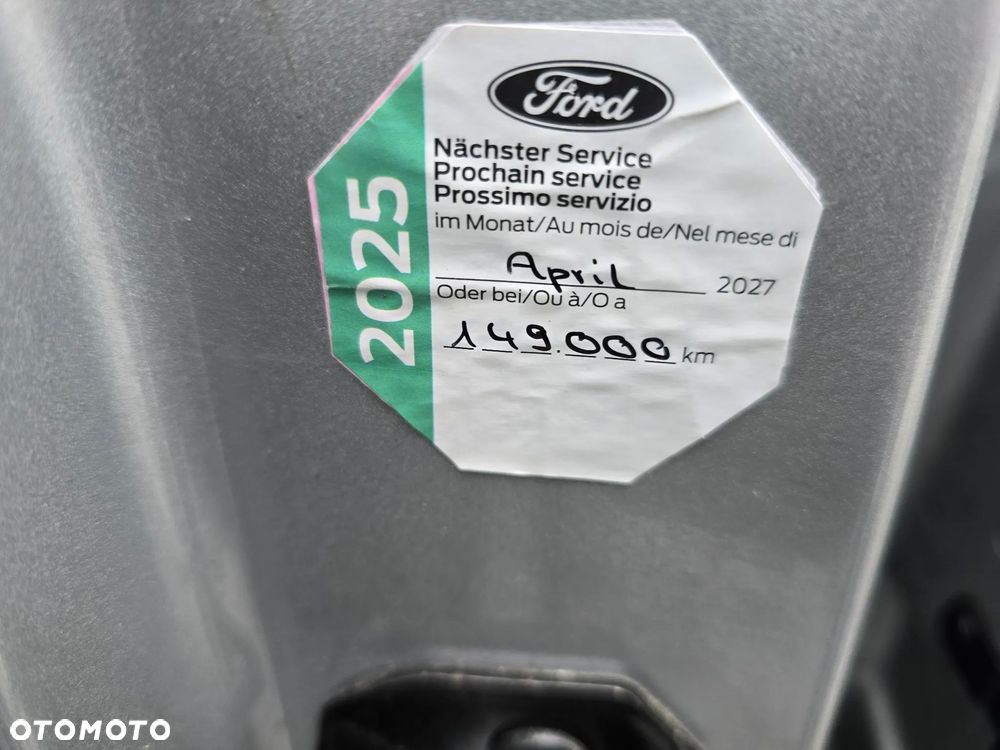 Ford
Nächster Service
Prochain service
Prossimo servizio
im Monat/Au mois de/Nel mese di
April 2027
Oder bei/Ou à/O a
149.000 km
2025
OTOMOTO